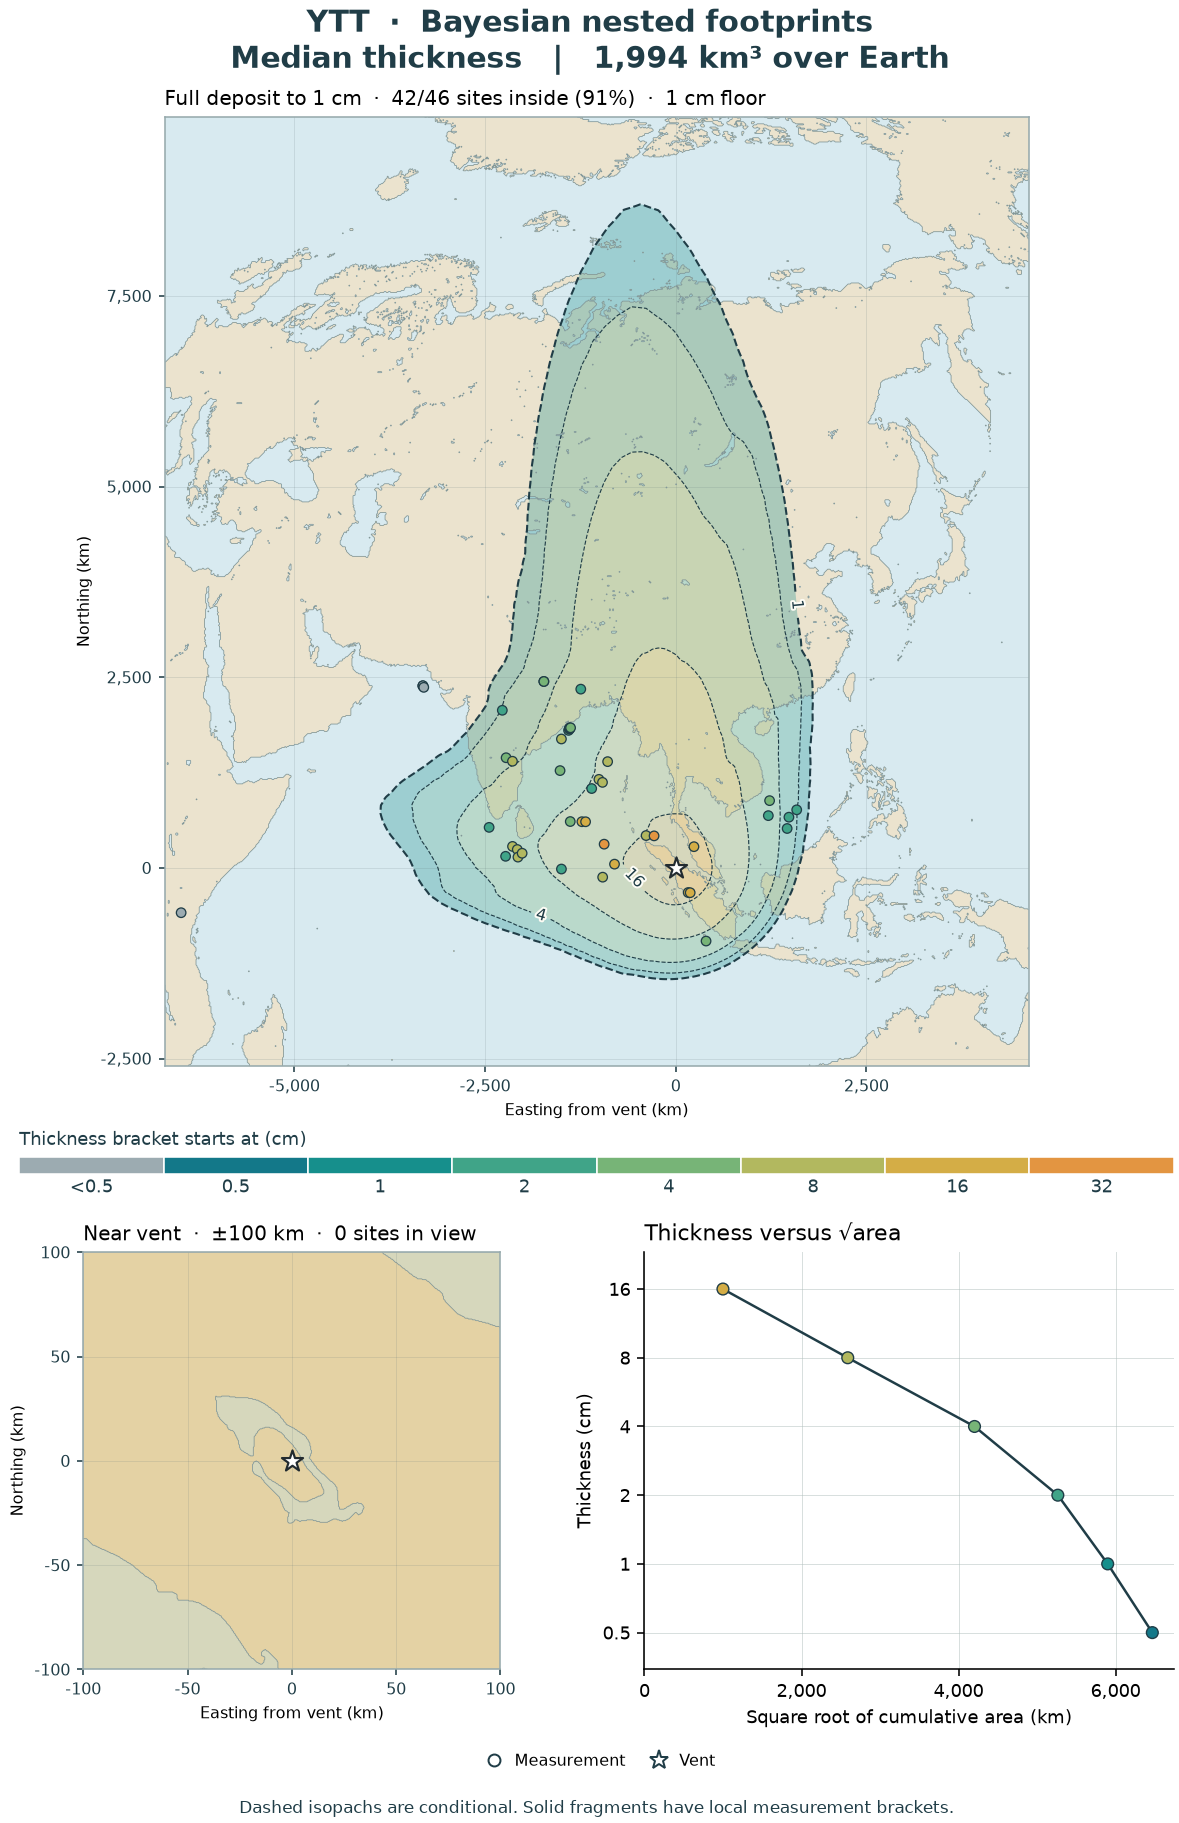 YTT · Bayesian nested footprints
Median thickness | 1,994 km³ over Earth
Full deposit to 1 cm · 42/46 sites inside (91%) · 1 cm floor
Northing (km)
7,500
5,000
2,500
0
-2,500
1
16
4
-5,000 -2,500 0 2,500
Easting from vent (km)
Thickness bracket starts at (cm)
<0.5 0.5 1 2 4 8 16 32
Near vent · ±100 km · 0 sites in view
Northing (km)
100
50
0
-50
-100
-100 -50 0 50 100
Easting from vent (km)
Thickness versus √area
Thickness (cm)
16
8
4
2
1
0.5
0 2,000 4,000 6,000
Square root of cumulative area (km)
Measurement Vent
Dashed isopachs are conditional. Solid fragments have local measurement brackets.